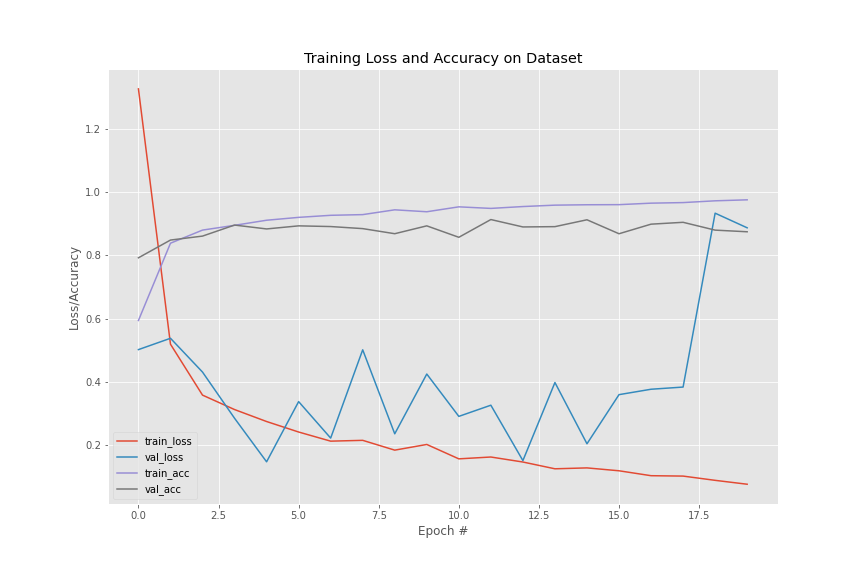 Training Loss and Accuracy on Dataset
1.2
1.0
0.8
0.6
0.4
0.2
Loss/Accuracy
train_loss
val_loss
train_acc
val_acc
0.0 2.5 5.0 7.5 10.0 12.5 15.0 17.5
Epoch #